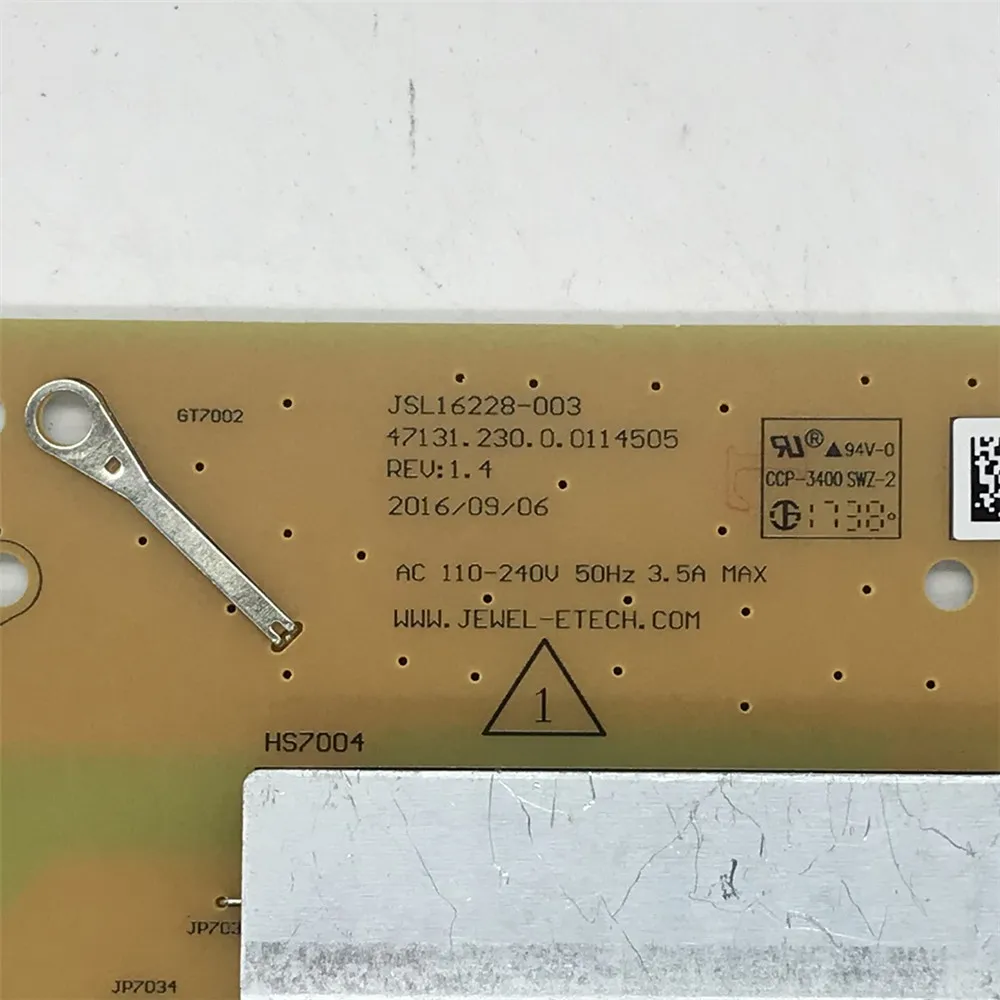 GT7002
JSL16228-003
47131.230.0.0114505
REV:1.4
2016/09/06
AC 110-240V 50Hz 3.5A MAX
WWW.JEWEL-ETECH.COM
1
®▲94V-0
CCP-3400 SWZ-2
1738
HS7004
JP703
JP7034